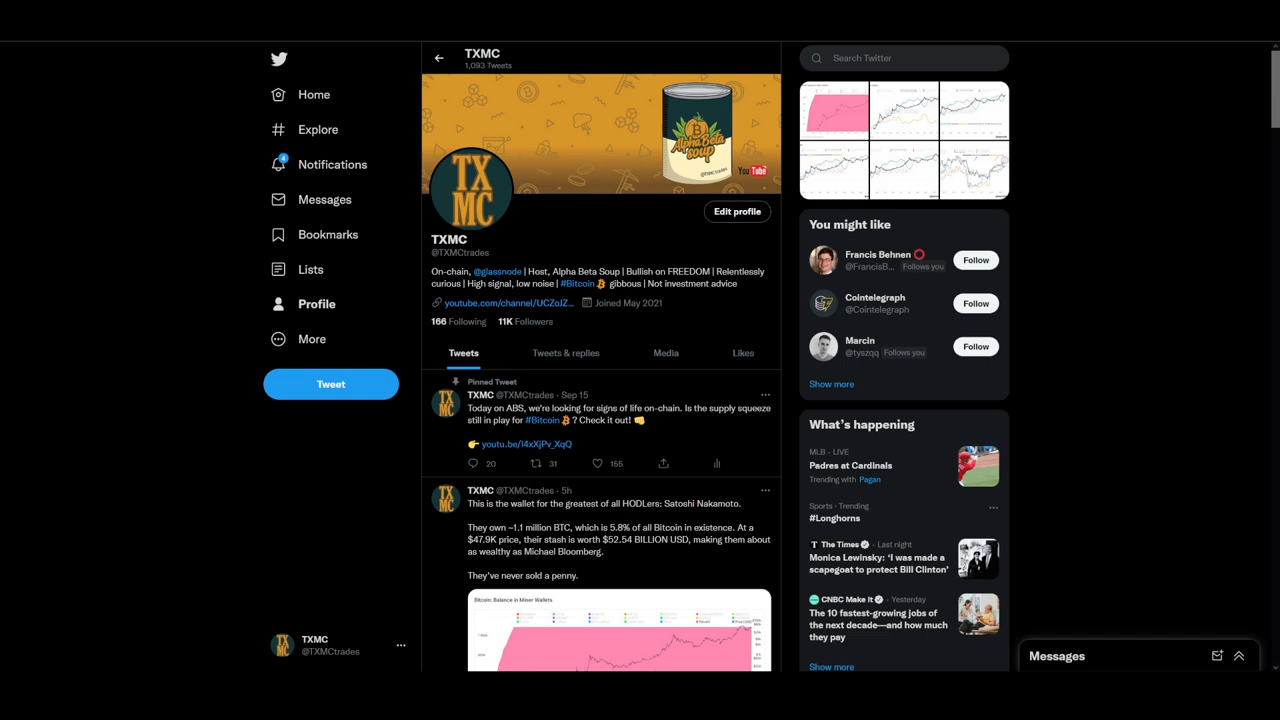 Home
Explore
4
Notifications
Messages
Bookmarks
Lists
Profile
More
Tweet
TXMC
@TXMCtrades
TXMC
1,093 Tweets
Alpha Beta
Soup
@TXMCtrades
YouTube
TX
MC
Edit profile
TXMC
@TXMCtrades
On-chain, @glassnode | Host, Alpha Beta Soup | Bullish on FREEDOM | Relentlessly
curious | High signal, low noise | #Bitcoin gibbous | Not investment advice
youtube.com/channel/UCZoJZ... Joined May 2021
166 Following 11K Followers
Tweets Tweets & replies Media Likes
Pinned Tweet
TXMC @TXMCtrades · Sep 15
Today on ABS, we're looking for signs of life on-chain. Is the supply squeeze
still in play for #Bitcoin ? Check it out! 👊
👉 youtu.be/l4xXjPv_XqQ
20 31 155
TXMC @TXMCtrades · 5h
This is the wallet for the greatest of all HODLers: Satoshi Nakamoto.
They own ~1.1 million BTC, which is 5.8% of all Bitcoin in existence. At a
$47.9K price, their stash is worth $52.54 BILLION USD, making them about
as wealthy as Michael Bloomberg.
They've never sold a penny.
Bitcoin: Balance in Miner Wallets
Search Twitter
You might like
Francis Behnen
@FrancisB... Follows you
Follow
Cointelegraph
@Cointelegraph
Follow
Marcin
@tyszqq Follows you
Follow
Show more
What's happening
MLB · LIVE
Padres at Cardinals
Trending with Pagan
Sports · Trending
#Longhorns
The Times · Last night
Monica Lewinsky: 'I was made a
scapegoat to protect Bill Clinton'
CNBC Make It · Yesterday
The 10 fastest-growing jobs of
the next decade—and how much
they pay
Show more
Messages